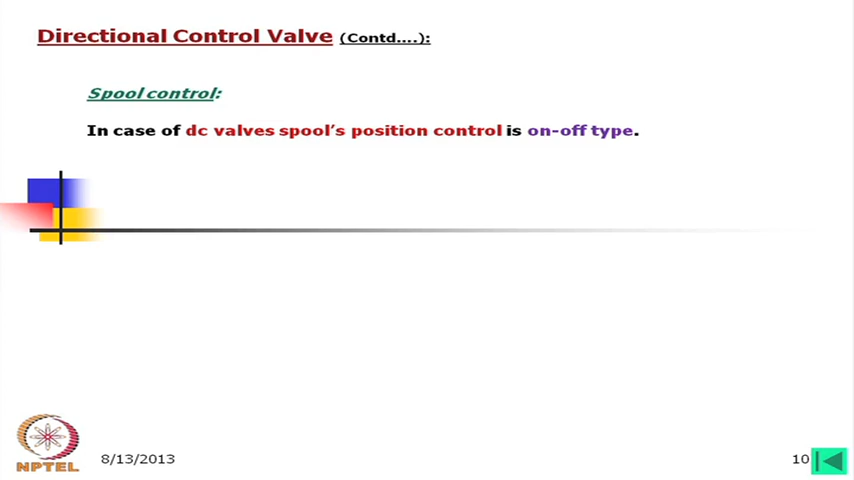 Directional Control Valve (Contd....):
Spool control:
In case of dc valves spool's position control is on-off type.
NPTEL
8/13/2013
10